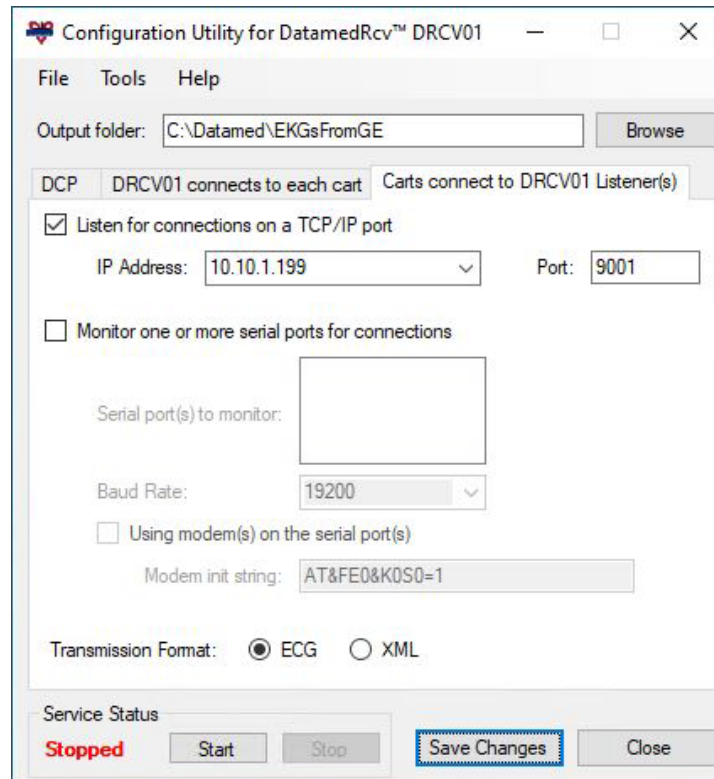 Configuration Utility for DatamedRcv™ DRCV01
File Tools Help
Output folder: C:\Datamed\EKGsFromGE Browse
DCP DRCV01 connects to each cart Carts connect to DRCV01 Listener(s)
Listen for connections on a TCP/IP port
IP Address: 10.10.1.199 Port: 9001
Monitor one or more serial ports for connections
Serial port(s) to monitor:
Baud Rate: 19200
Using modem(s) on the serial port(s)
Modem init string: AT&FE0&K0S0=1
Transmission Format: ECG XML
Service Status
Stopped Start Stop Save Changes Close